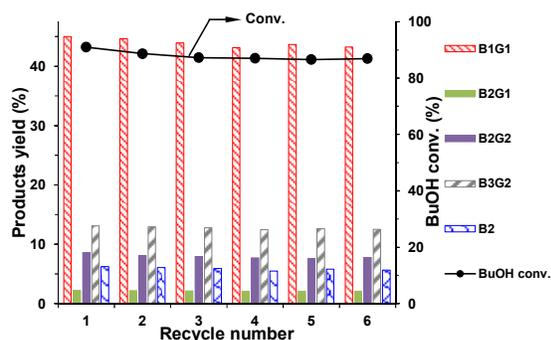 Conv.
Products yield (%)
40
30
20
10
0
1 2 3 4 5 6
Recycle number
100
80
60
40
20
0
BuOH conv. (%)
B1G1
B2G1
B2G2
B3G2
B2
BuOH conv.